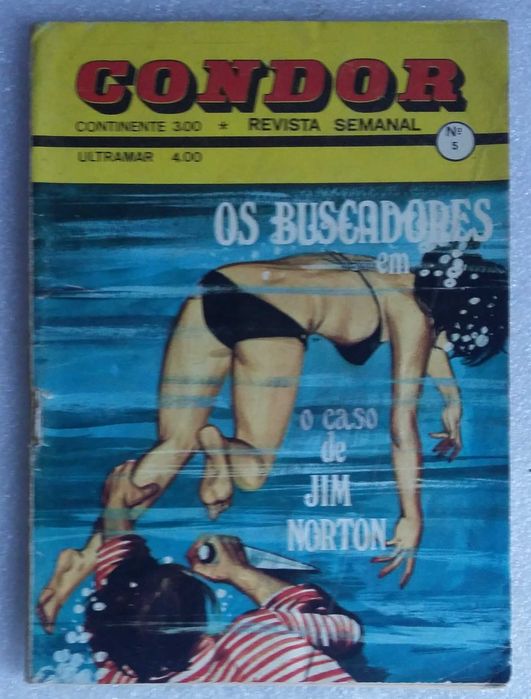 CONDOR
CONTINENTE 3.00 * REVISTA SEMANAL
Nº 5
ULTRAMAR 4.00
OS BUSCADORES
em
o caso
de
JIM
NORTON